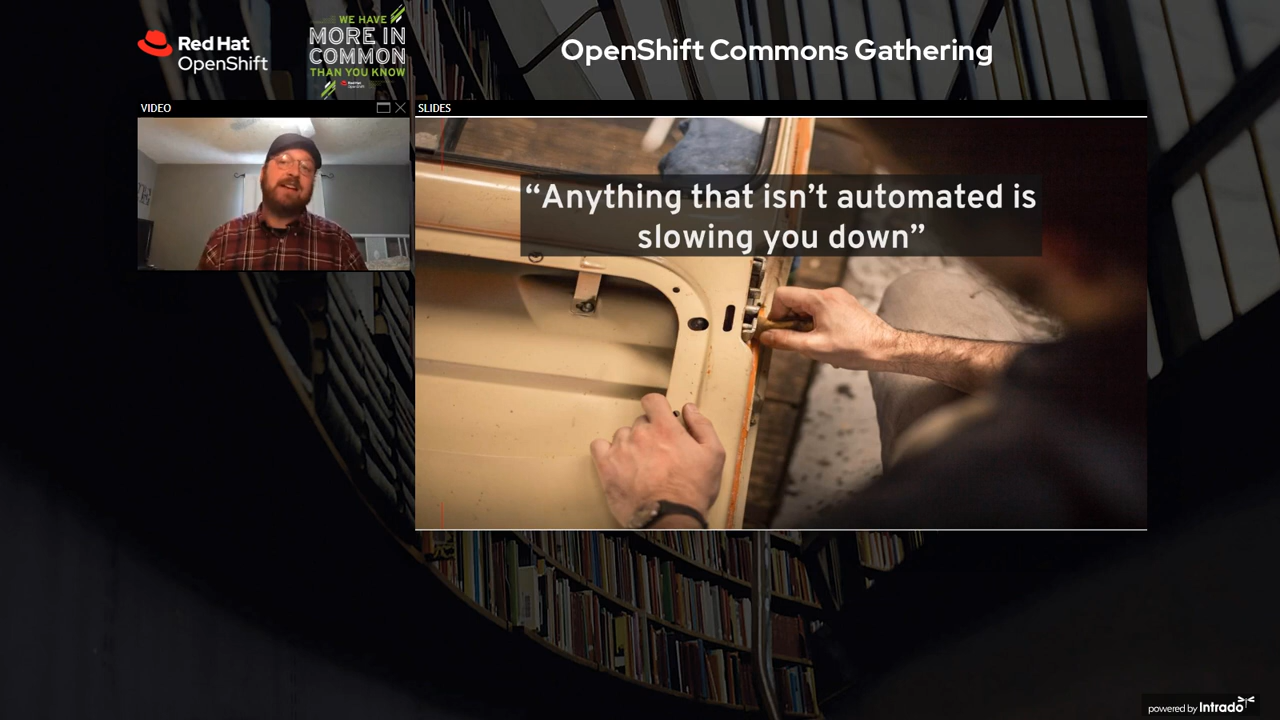 Red Hat
OpenShift
WE HAVE
MORE IN
COMMON
THAN YOU KNOW
OpenShift Commons Gathering
VIDEO
SLIDES
“Anything that isn’t automated is
slowing you down”
powered by Intrado